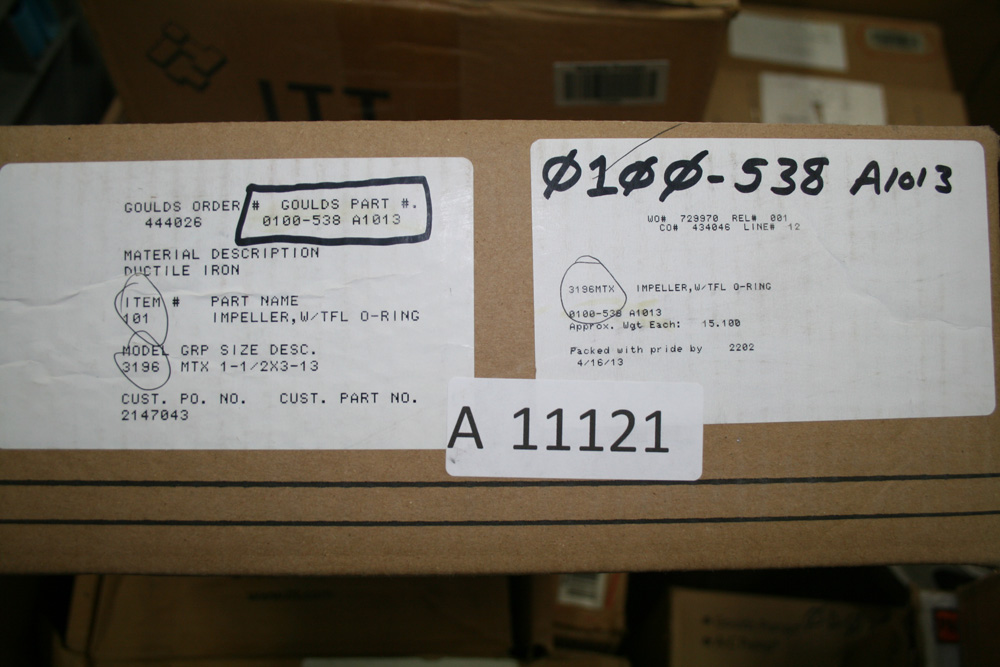 ITT
GOULDS ORDER # GOULDS PART #.
444026 0100-538 A1013
MATERIAL DESCRIPTION
DUCTILE IRON
ITEM # PART NAME
101 IMPELLER,W/TFL O-RING
MODEL GRP SIZE DESC.
3196 MTX 1-1/2X3-13
CUST. PO. NO. CUST. PART NO.
2147043
0100-538 A1013
WO# 729970 REL# 001
CO# 434046 LINE# 12
3196MTX IMPELLER,W/TFL O-RING
0100-538 A1013
Approx. Wgt Each: 15.100
Packed with pride by 2202
4/16/13
A 11121